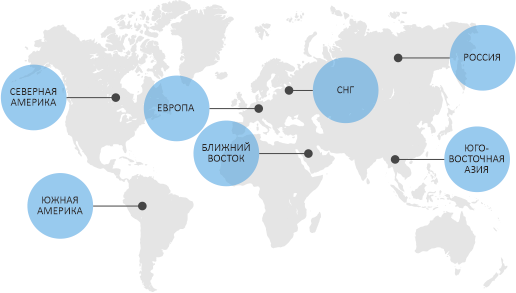 РОССИЯ
СЕВЕРНАЯ
АМЕРИКА
СНГ
ЕВРОПА
БЛИЖНИЙ
ВОСТОК
ЮГО-
ВОСТОЧНАЯ
АЗИЯ
ЮЖНАЯ
АМЕРИКА